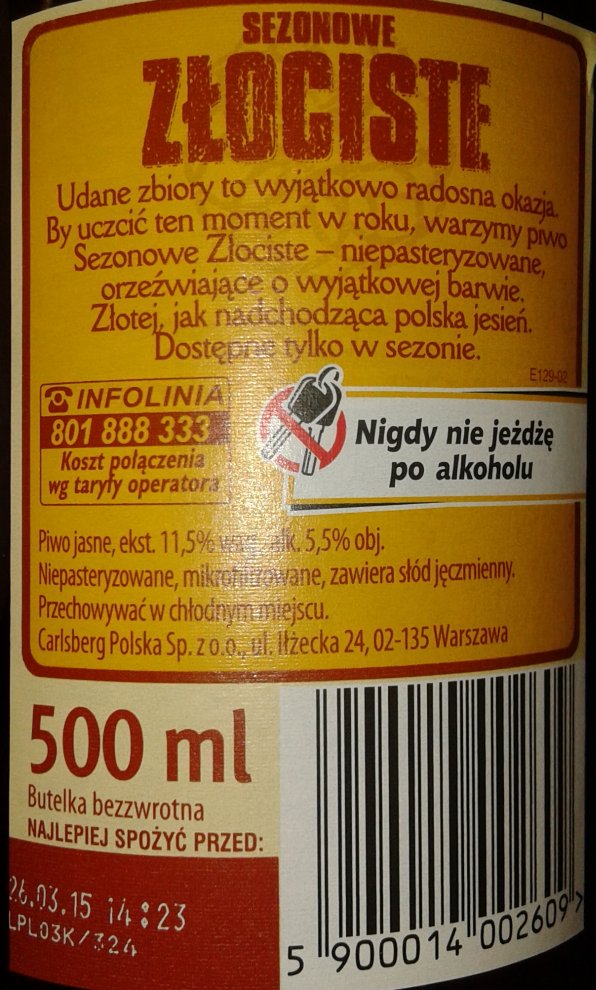 SEZONOWE
ZŁOCISTE
Udane zbiory to wyjątkowo radosna okazja.
By uczcić ten moment w roku, warzymy piwo
Sezonowe Złociste – niepasteryzowane,
orzeźwiające o wyjątkowej barwie.
Złotej, jak nadchodząca polska jesień.
Dostępne tylko w sezonie.
E129-02
INFOLINIA
801 888 333
Koszt połączenia
wg taryfy operatora
Nigdy nie jeżdżę
po alkoholu
Piwo jasne, ekst. 11,5% wag., alk. 5,5% obj.
Niepasteryzowane, mikrofiltrowane, zawiera słód jęczmienny.
Przechowywać w chłodnym miejscu.
Carlsberg Polska Sp. z o.o., ul. Iłżecka 24, 02-135 Warszawa
500 ml
Butelka bezzwrotna
NAJLEPIEJ SPOŻYĆ PRZED:
26.03.15 14:23
LPL03K/324
5 900014 002609 >